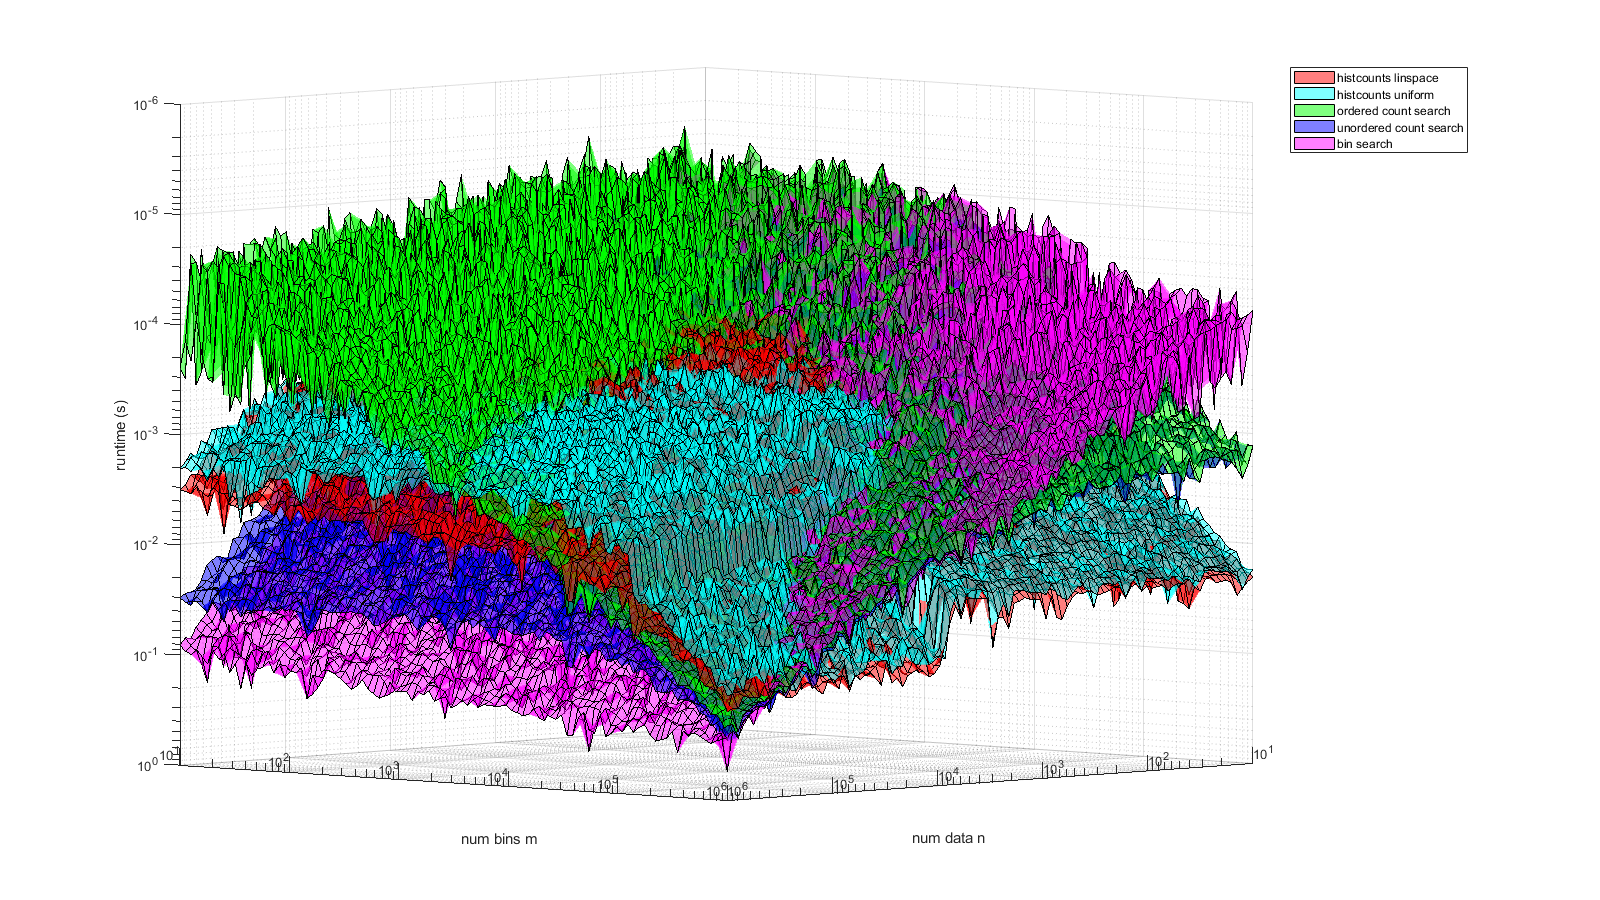 histcounts linspace
histcounts uniform
ordered count search
unordered count search
bin search
runtime (s)
10^-6
10^-5
10^-4
10^-3
10^-2
10^-1
10^0
10^1
10^2
10^3
10^4
10^5
10^6
10^6
10^5
10^4
10^3
10^2
10^1
num bins m
num data n